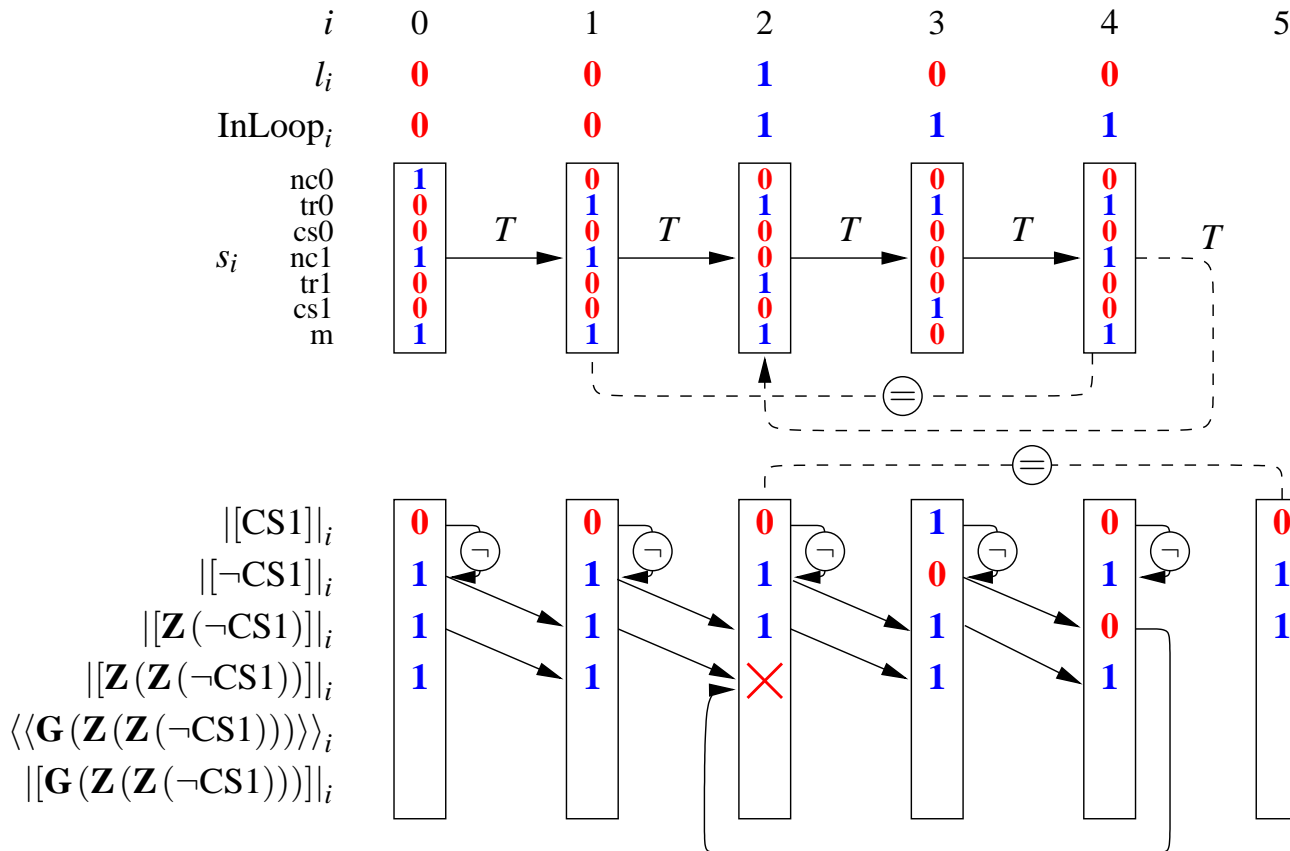 i 0 1 2 3 4 5
l_i 0 0 1 0 0
InLoop_i 0 0 1 1 1
nc0 1 0 0 0 0
tr0 0 1 1 1 1
cs0 0 0 0 0 0
T T T T T
s_i nc1 1 1 0 0 1
tr1 0 0 1 0 0
cs1 0 0 0 1 0
m 1 1 1 0 1
=
=
|[CS1]|_i 0 0 0 1 0 0
¬ ¬ ¬ ¬ ¬
|[¬CS1]|_i 1 1 1 0 1 1
|[Z(¬CS1)]|_i 1 1 1 1 0 1
|[Z(Z(¬CS1))]|_i 1 1 1 1
⟨⟨G(Z(Z(¬CS1)))⟩⟩_i
|[G(Z(Z(¬CS1)))]|_i